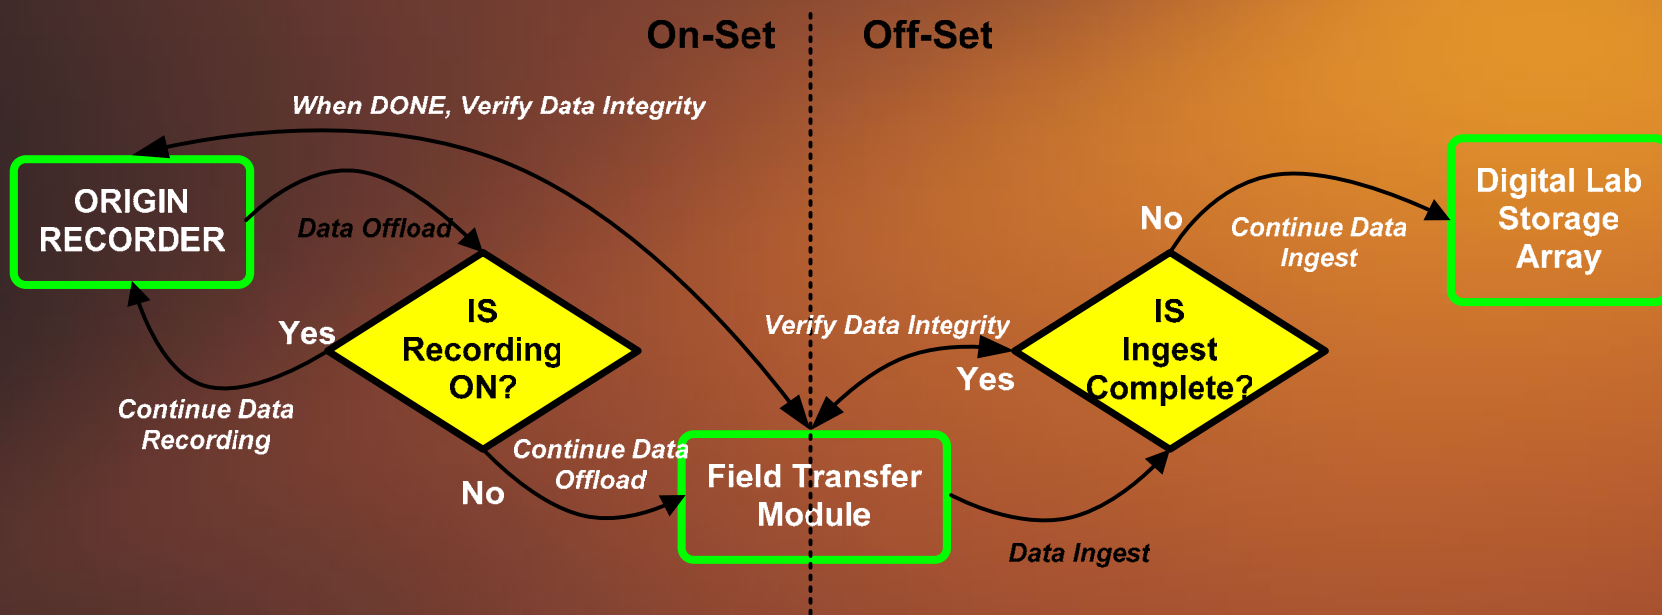 On-Set
Off-Set
When DONE, Verify Data Integrity
ORIGIN
RECORDER
Data Offload
IS
Recording
ON?
Yes
Continue Data
Recording
No
Continue Data
Offload
Field Transfer
Module
Verify Data Integrity
Yes
IS
Ingest
Complete?
Data Ingest
No
Continue Data
Ingest
Digital Lab
Storage
Array